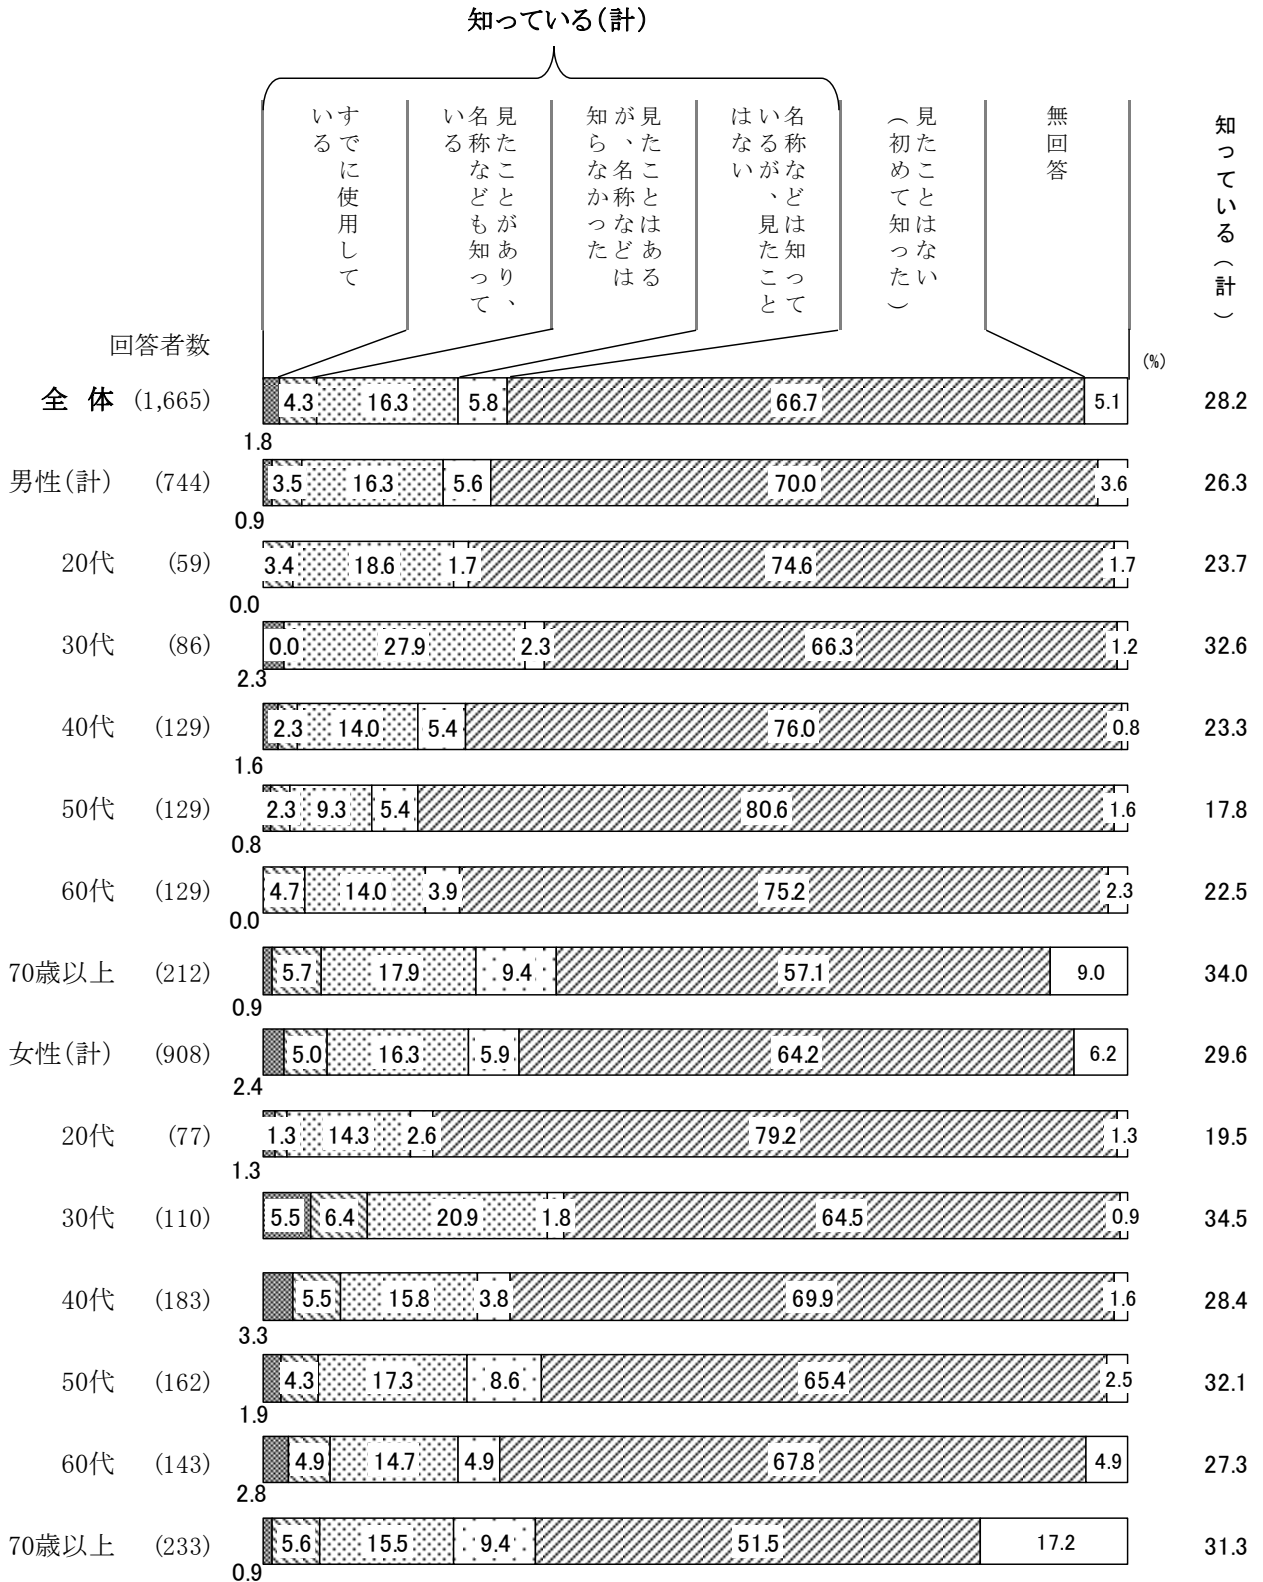 知っている(計)
すでに使用して
いる
見たことがあり、
名称なども知って
いる
見たことはある
が、名称などは
知らなかった
名称などは知って
いるが、見たこと
はない
見たことはない
(初めて知った)
無回答
知っている(計)
回答者数
(%)
全 体 (1,665) 4.3 16.3 5.8 66.7 5.1 28.2
1.8
男性(計) (744) 3.5 16.3 5.6 70.0 3.6 26.3
0.9
20代 (59) 3.4 18.6 1.7 74.6 1.7 23.7
0.0
30代 (86) 0.0 27.9 2.3 66.3 1.2 32.6
2.3
40代 (129) 2.3 14.0 5.4 76.0 0.8 23.3
1.6
50代 (129) 2.3 9.3 5.4 80.6 1.6 17.8
0.8
60代 (129) 4.7 14.0 3.9 75.2 2.3 22.5
0.0
70歳以上 (212) 5.7 17.9 9.4 57.1 9.0 34.0
0.9
女性(計) (908) 5.0 16.3 5.9 64.2 6.2 29.6
2.4
20代 (77) 1.3 14.3 2.6 79.2 1.3 19.5
1.3
30代 (110) 5.5 6.4 20.9 1.8 64.5 0.9 34.5
40代 (183) 5.5 15.8 3.8 69.9 1.6 28.4
3.3
50代 (162) 4.3 17.3 8.6 65.4 2.5 32.1
1.9
60代 (143) 4.9 14.7 4.9 67.8 4.9 27.3
2.8
70歳以上 (233) 5.6 15.5 9.4 51.5 17.2 31.3
0.9